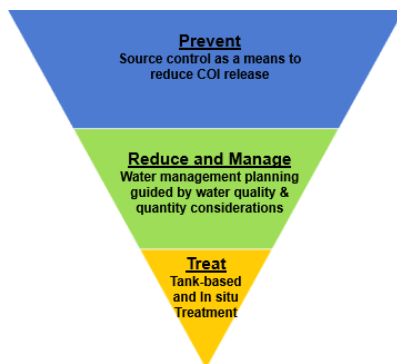 Prevent
Source control as a means to
reduce COI release
Reduce and Manage
Water management planning
guided by water quality &
quantity considerations
Treat
Tank-based
and In situ
Treatment